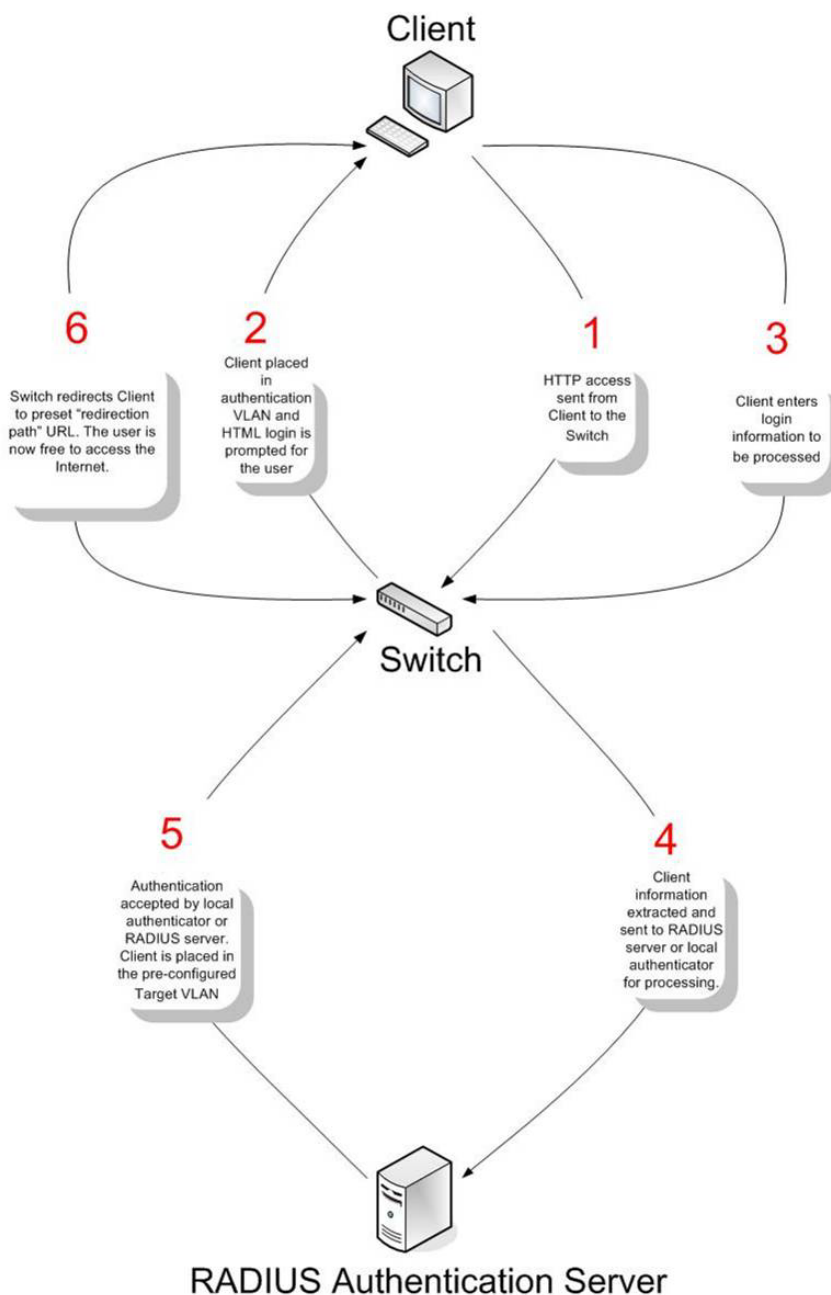 Client
6
Switch redirects Client
to preset “redirection
path” URL. The user is
now free to access the
Internet.
2
Client placed
in
authentication
VLAN and
HTML login is
prompted for
the user
1
HTTP access
sent from
Client to the
Switch
3
Client enters
login
information to
be processed
Switch
5
Authentication
accepted by local
authenticator or
RADIUS server.
Client is placed in
the pre-configured
Target VLAN
4
Client
information
extracted and
sent to RADIUS
server or local
authenticator
for processing.
RADIUS Authentication Server